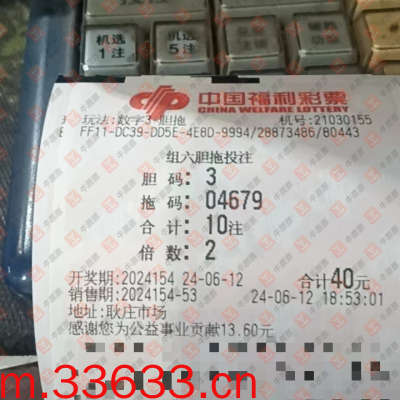 机选
1注
机选
5注
中国福利彩票
CHINA WELFARE LOTTERY
玩法:数字3-胆拖 机号:21030155
FF11-DC39-DD5E-4E8D-9994/28873486/80443
组六胆拖投注
胆 码: 3
拖 码: 04679
合 计: 10注
倍 数: 2
开奖期:2024154 24-06-12 合计40元
销售期:2024154-53 24-06-12 18:53:01
地址:耿庄市场
感谢您为公益事业贡献13.60元
m.33633.cn